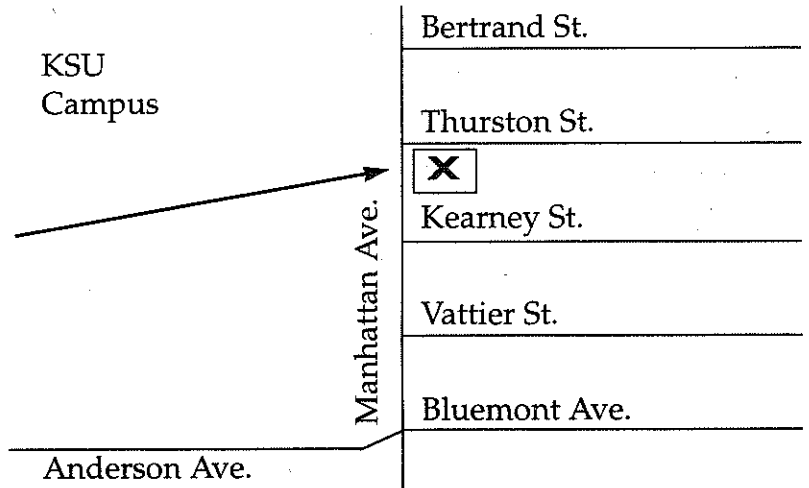 Bertrand St.
KSU
Campus
Thurston St.
X
Kearney St.
Manhattan Ave.
Vattier St.
Bluemont Ave.
Anderson Ave.